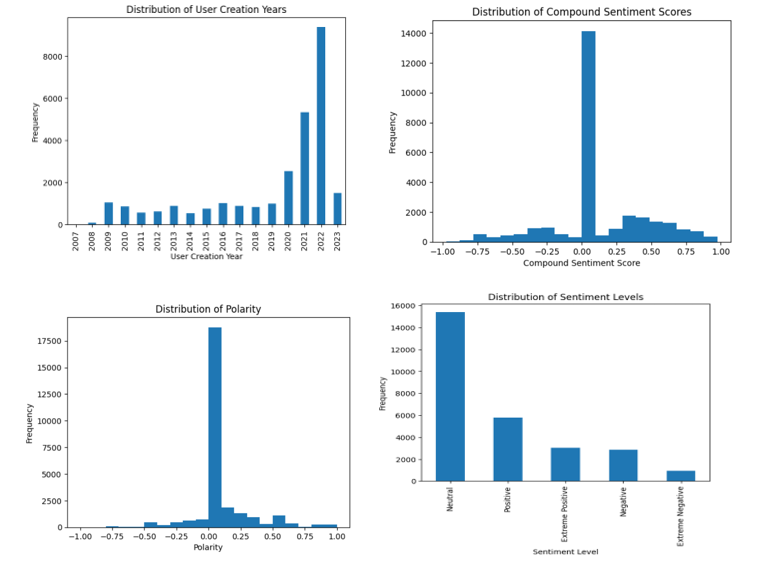 Distribution of User Creation Years
8000
6000
4000
2000
0
Frequency
2007 2008 2009 2010 2011 2012 2013 2014 2015 2016 2017 2018 2019 2020 2021 2022 2023
User Creation Year
Distribution of Compound Sentiment Scores
14000
12000
10000
8000
6000
4000
2000
0
Frequency
−1.00 −0.75 −0.50 −0.25 0.00 0.25 0.50 0.75 1.00
Compound Sentiment Score
Distribution of Polarity
17500
15000
12500
10000
7500
5000
2500
0
Frequency
−1.00 −0.75 −0.50 −0.25 0.00 0.25 0.50 0.75 1.00
Polarity
Distribution of Sentiment Levels
16000
14000
12000
10000
8000
6000
4000
2000
0
Frequency
Neutral
Positive
Extreme Positive
Negative
Extreme Negative
Sentiment Level